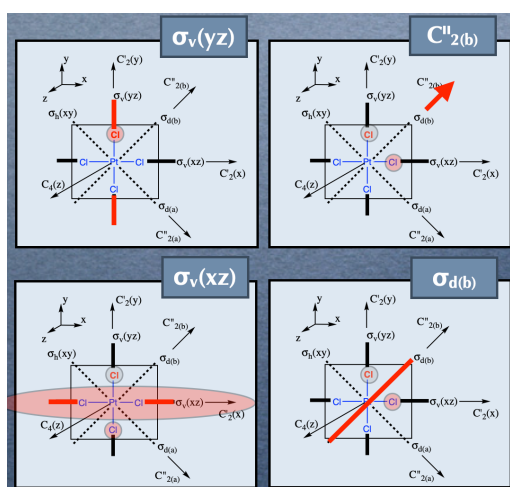 σv(yz)
C'2(y)
C"2(b)
y
x
z
σv(yz)
σh(xy)
σd(b)
Cl
Cl
Pt
Cl
σv(xz)
C4(z)
Cl
C'2(x)
σd(a)
C"2(a)
C"2(b)
C'2(y)
C"2(b)
y
x
z
σv(yz)
σh(xy)
σd(b)
Cl
Cl
Pt
Cl
σv(xz)
C4(z)
Cl
C'2(x)
σd(a)
C"2(a)
σv(xz)
C'2(y)
C"2(b)
y
x
z
σv(yz)
σh(xy)
σd(b)
Cl
Cl
Pt
Cl
σv(xz)
C4(z)
Cl
C'2(x)
σd(a)
C"2(a)
σd(b)
C'2(y)
C"2(b)
y
x
z
σv(yz)
σh(xy)
σd(b)
Cl
Cl
Cl
σv(xz)
C4(z)
Cl
C'2(x)
σd(a)
C"2(a)